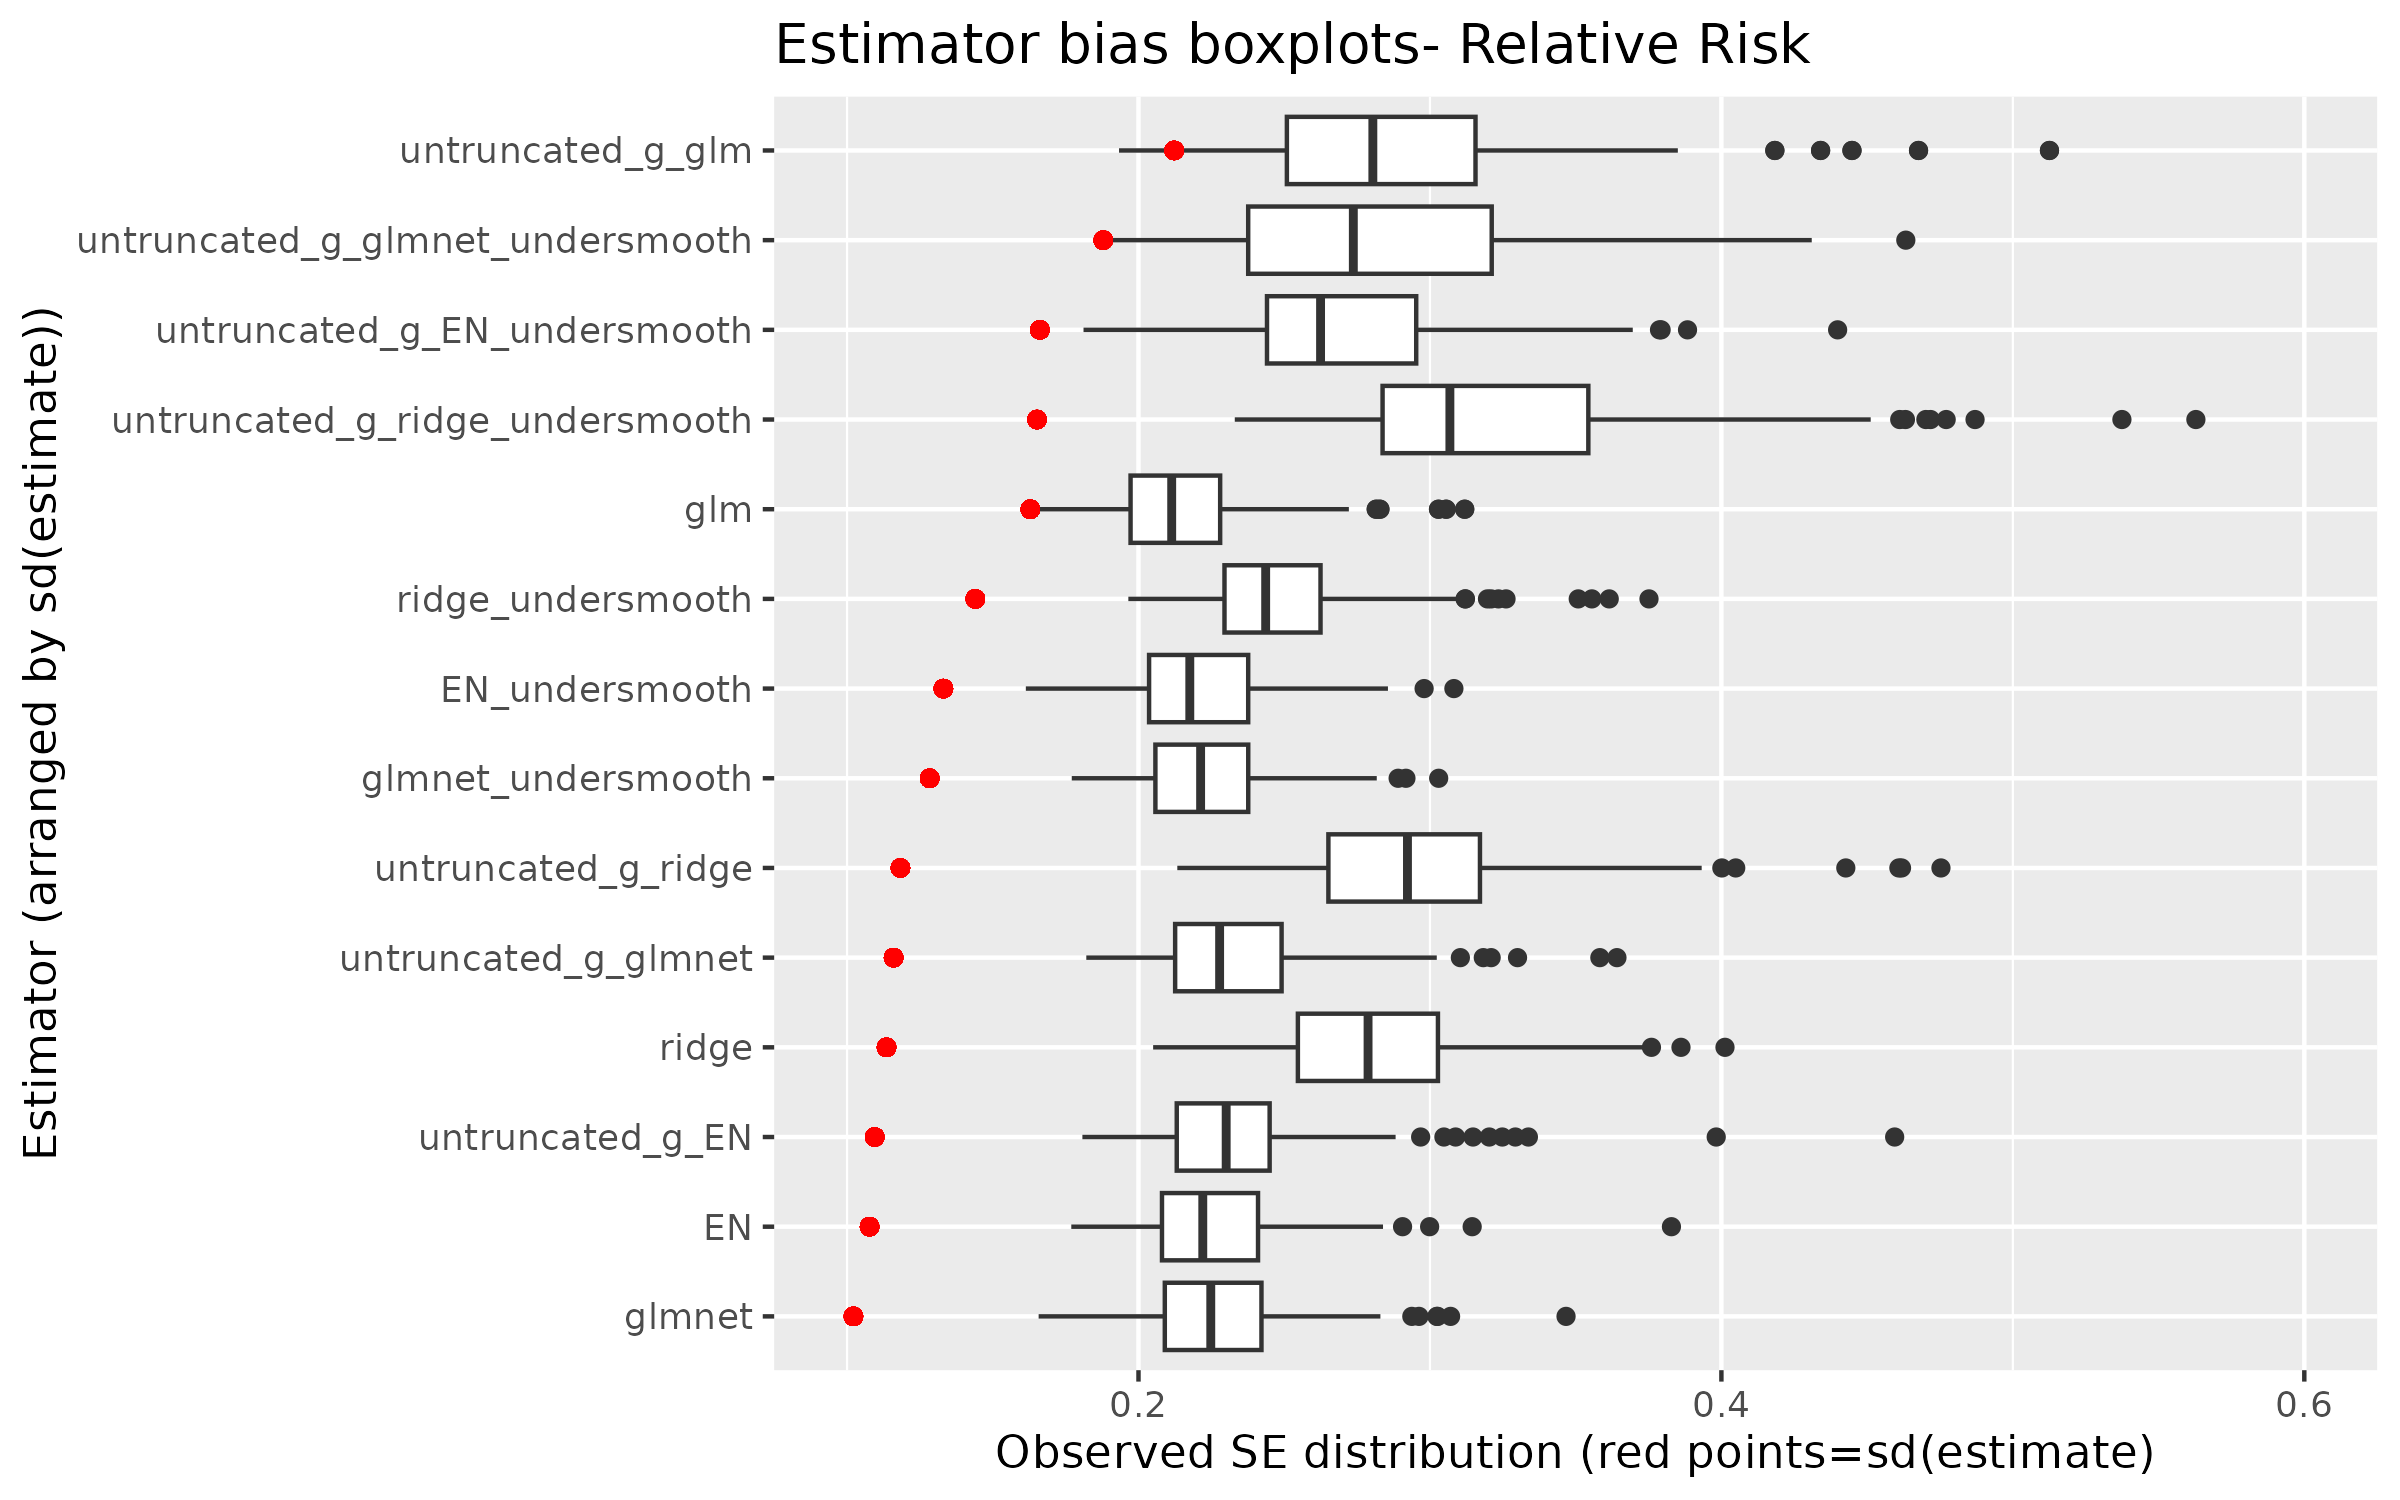 Estimator bias boxplots- Relative Risk
Estimator (arranged by sd(estimate))
untruncated_g_glm
untruncated_g_glmnet_undersmooth
untruncated_g_EN_undersmooth
untruncated_g_ridge_undersmooth
glm
ridge_undersmooth
EN_undersmooth
glmnet_undersmooth
untruncated_g_ridge
untruncated_g_glmnet
ridge
untruncated_g_EN
EN
glmnet
0.2 0.4 0.6
Observed SE distribution (red points=sd(estimate)